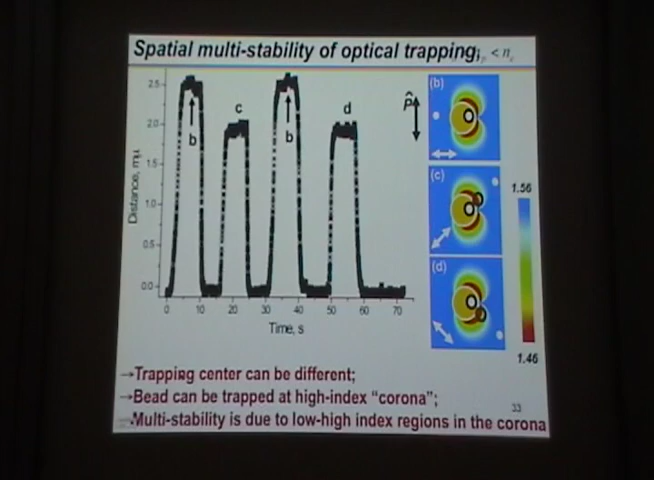 Spatial multi-stability of optical trapping; < n
2.5
2.0
1.5
1.0
0.5
0.0
Distance, mµ
b
c
b
d
0 10 20 30 40 50 60 70
Time, s
P̂
(b)
(c)
(d)
1.56
1.46
→Trapping center can be different;
→Bead can be trapped at high-index “corona”;
33
→Multi-stability is due to low-high index regions in the corona